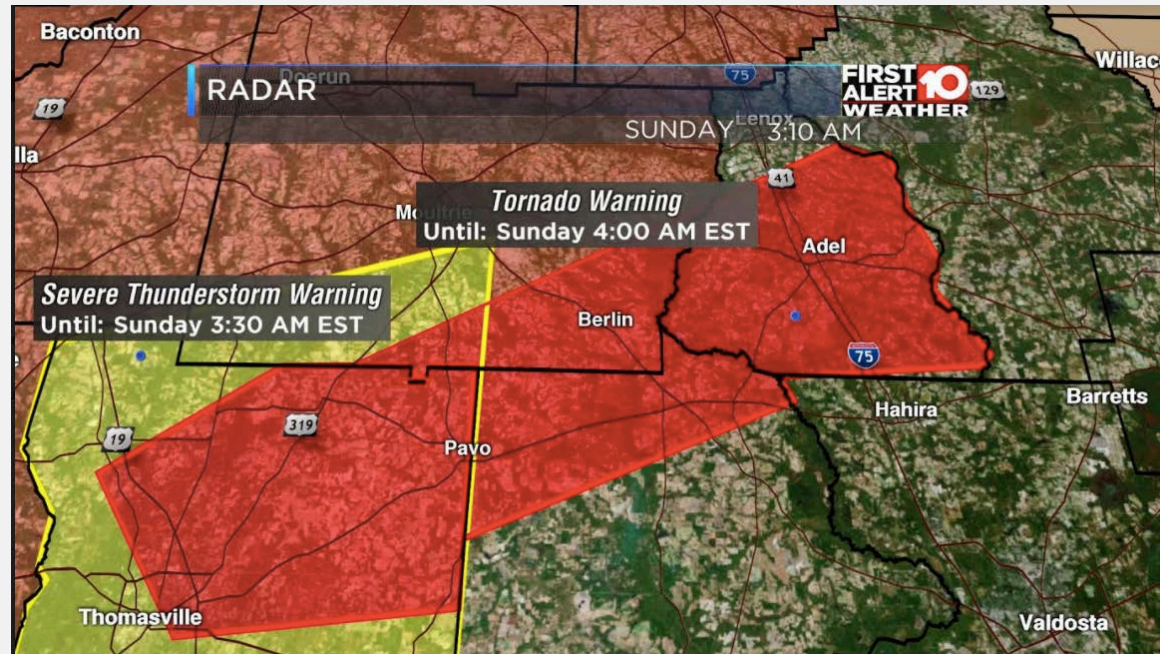 Baconton
Willac
Doerun
75
FIRST
ALERT 10
WEATHER
129
RADAR
19
Lenox
SUNDAY 3:10 AM
lla
41
Tornado Warning
Until: Sunday 4:00 AM EST
Moultrie
Adel
Severe Thunderstorm Warning
Until: Sunday 3:30 AM EST
Berlin
75
e
Barretts
Hahira
319
19
Pavo
Thomasville
Valdosta